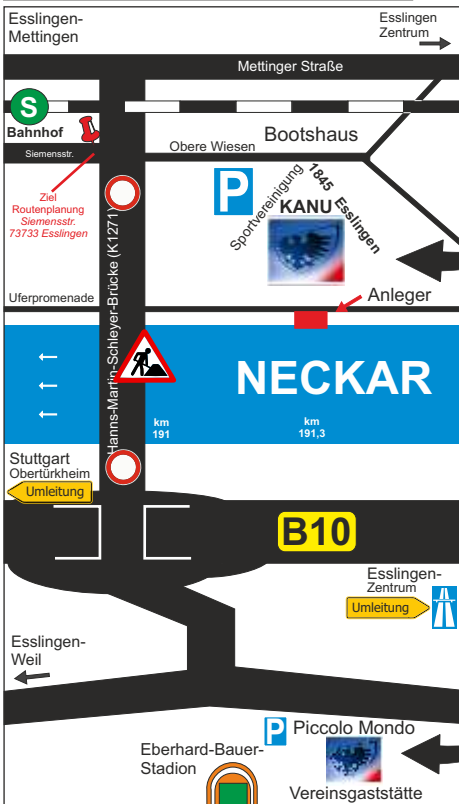 Esslingen-
Mettingen
Esslingen
Zentrum
Mettinger Straße
S
Bahnhof
Siemensstr.
Obere Wiesen
Bootshaus
Ziel
Routenplanung
Siemensstr.
73733 Esslingen
P
Sportvereinigung
1845 Esslingen
KANU
Hanns-Martin-Schleyer-Brücke (K1271)
Uferpromenade
Anleger
NECKAR
km
191
km
191,3
Stuttgart
Obertürkheim
Umleitung
B10
Esslingen-
Zentrum
Umleitung
Esslingen-
Weil
P
Piccolo Mondo
Eberhard-Bauer-
Stadion
Vereinsgaststätte